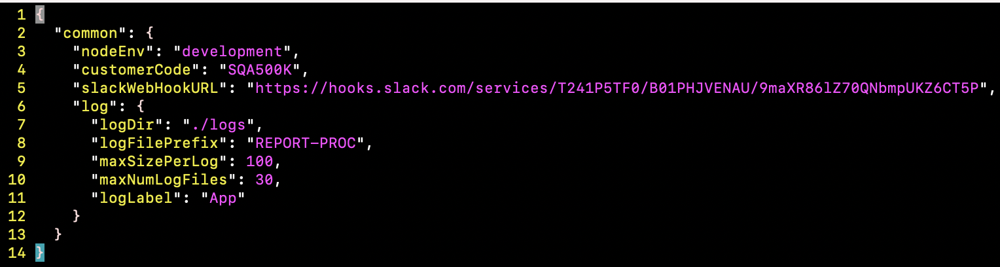 1 {
2   "common": {
3     "nodeEnv": "development",
4     "customerCode": "SQA500K",
5     "slackWebHookURL": "https://hooks.slack.com/services/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",
6     "log": {
7       "logDir": "./logs",
8       "logFilePrefix": "REPORT-PROC",
9       "maxSizePerLog": 100,
10       "maxNumLogFiles": 30,
11       "logLabel": "App"
12     }
13   }
14 }